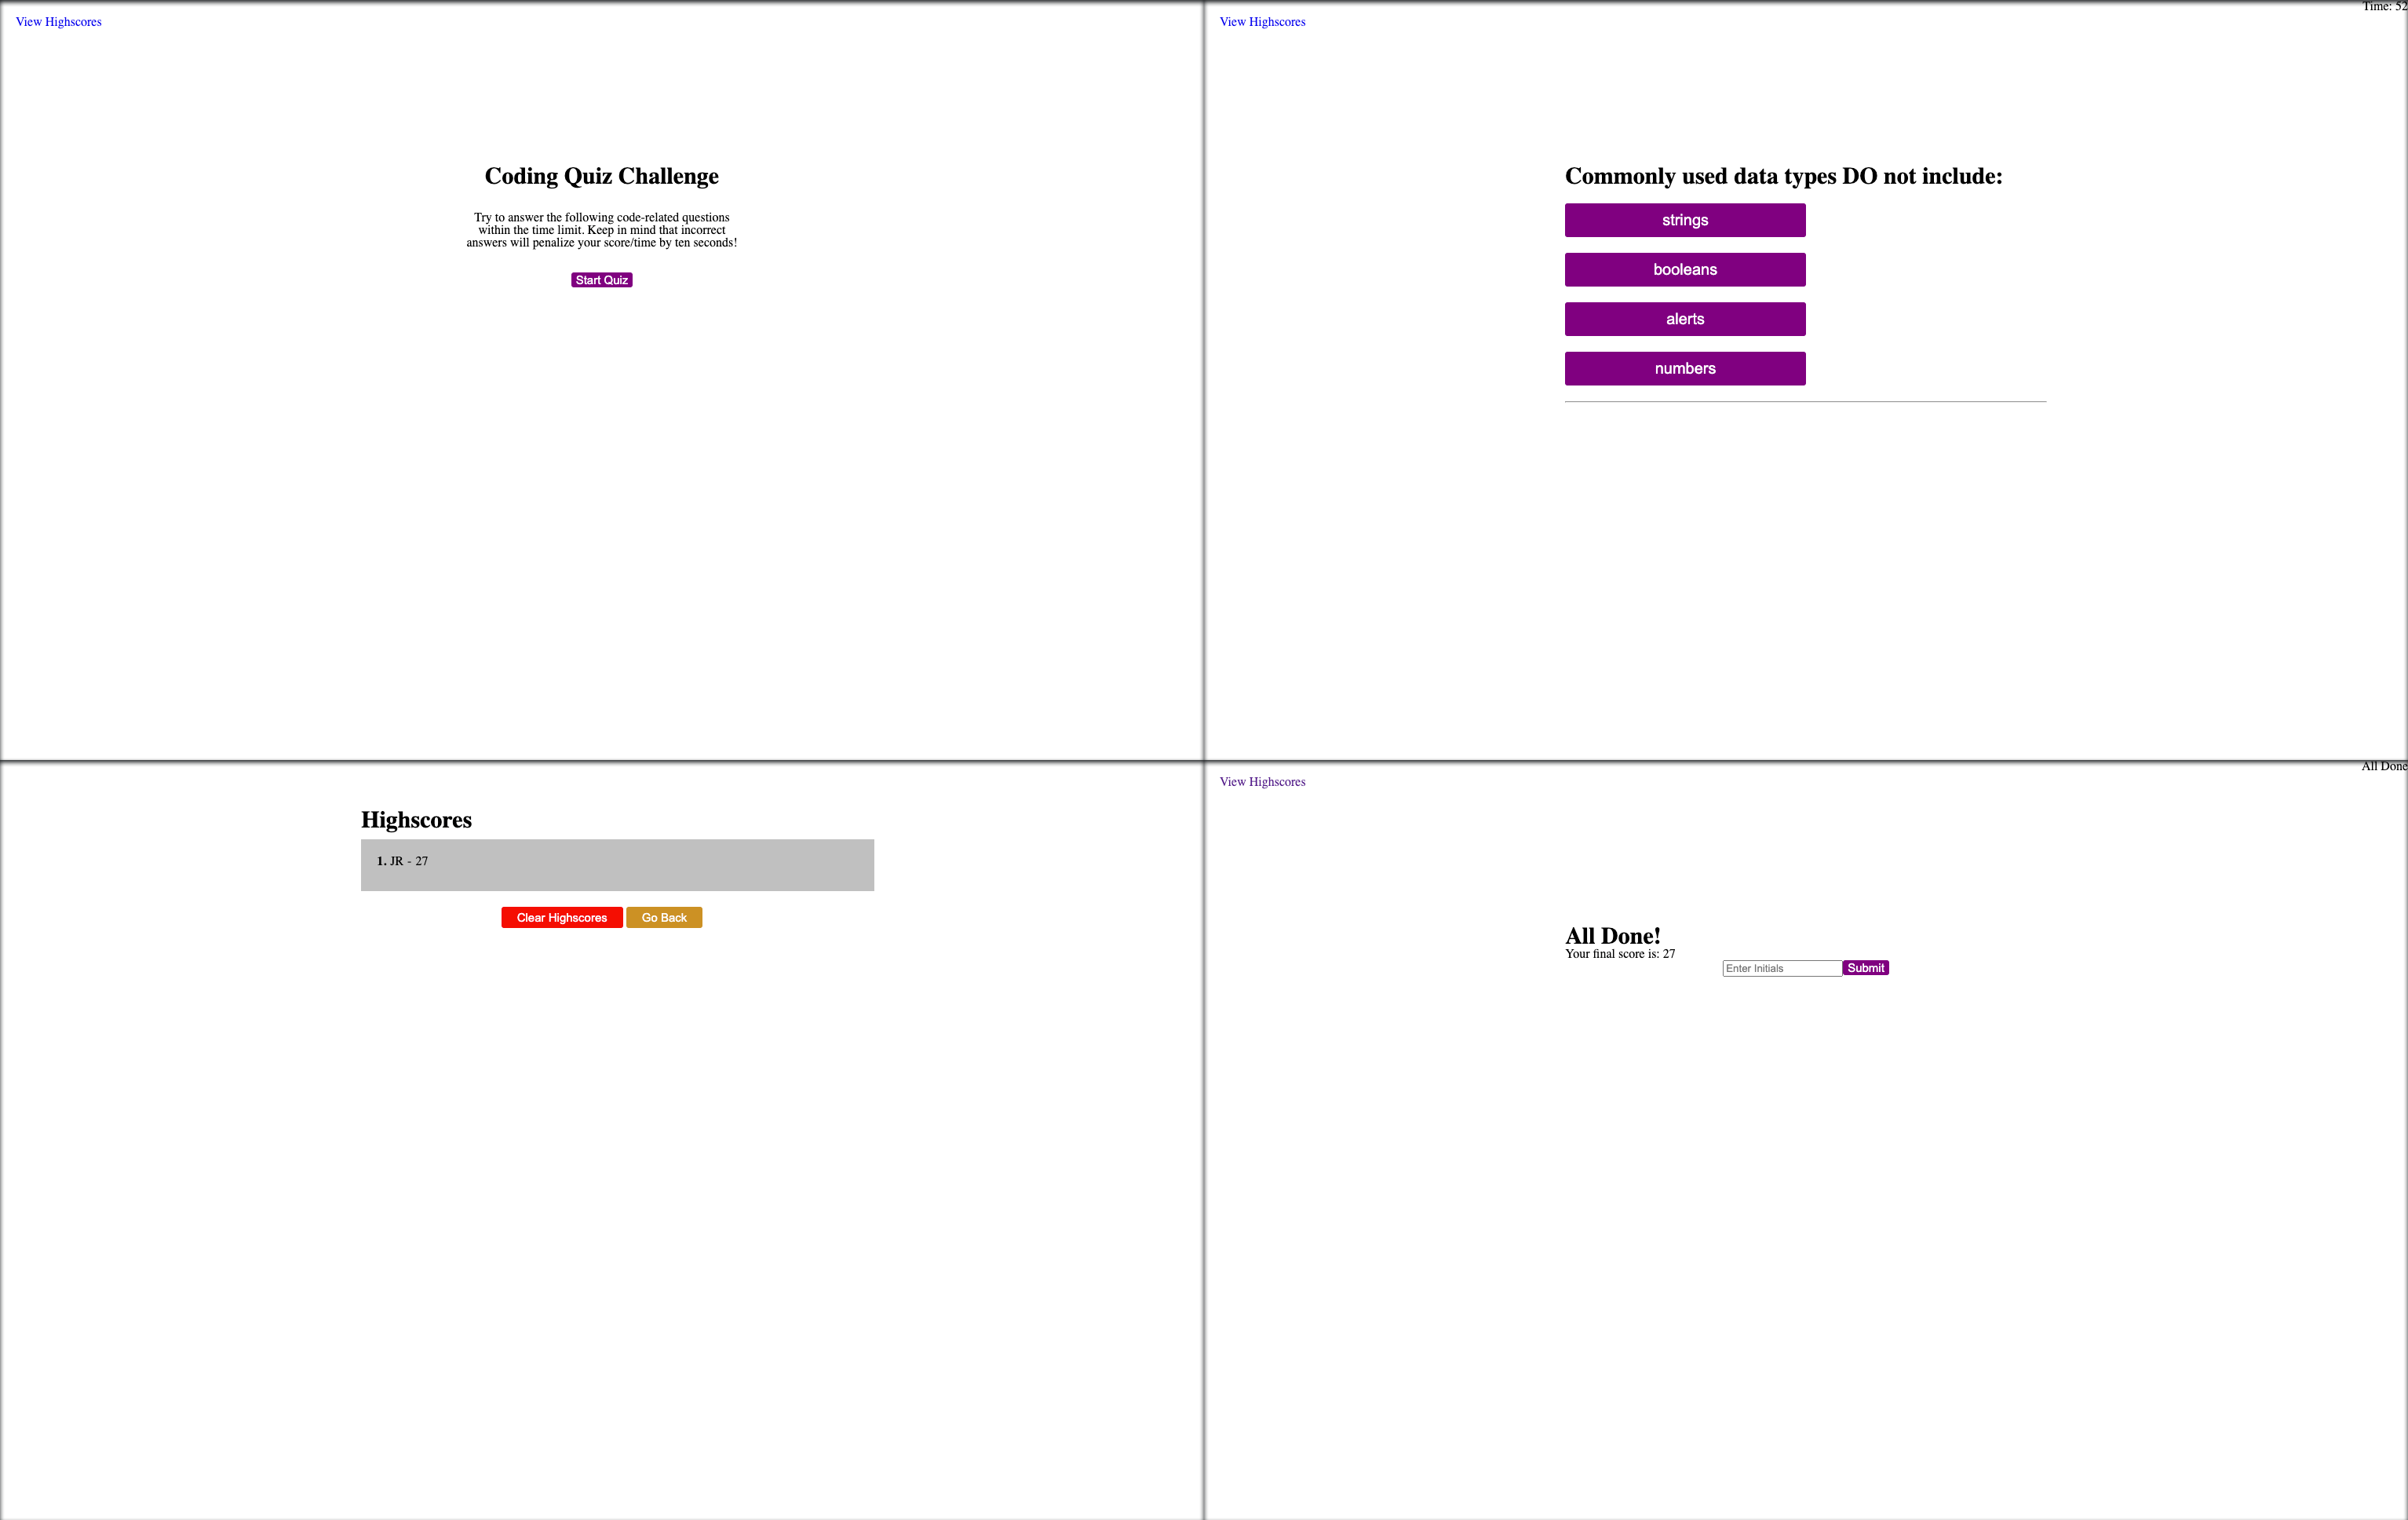 View Highscores
Coding Quiz Challenge
Try to answer the following code-related questions
within the time limit. Keep in mind that incorrect
answers will penalize your score/time by ten seconds!
Start Quiz
View Highscores
Time: 52
Commonly used data types DO not include:
strings
booleans
alerts
numbers
Highscores
1. JR - 27
Clear Highscores Go Back
View Highscores
All Done
All Done!
Your final score is: 27
Enter Initials Submit